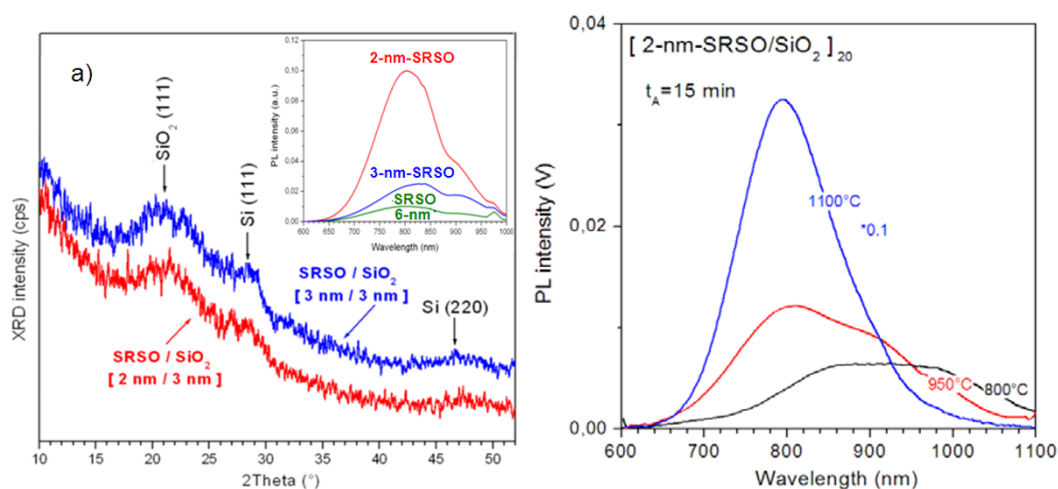 a)
SiO2 (111)
Si (111)
Si (220)
SRSO / SiO2
[ 3 nm / 3 nm ]
SRSO / SiO2
[ 2 nm / 3 nm ]
XRD intensity (cps)
10 15 20 25 30 35 40 45 50
2Theta (°)
2-nm-SRSO
3-nm-SRSO
SRSO
6-nm
PL intensity (a.u.)
0,12
0,10
0,08
0,06
0,04
0,02
0,00
600 650 700 750 800 850 900 950 1000
Wavelength (nm)
[ 2-nm-SRSO/SiO2 ]20
tA=15 min
1100°C
*0.1
950°C
800°C
PL intensity (V)
0,04
0,02
0,00
600 700 800 900 1000 1100
Wavelength (nm)